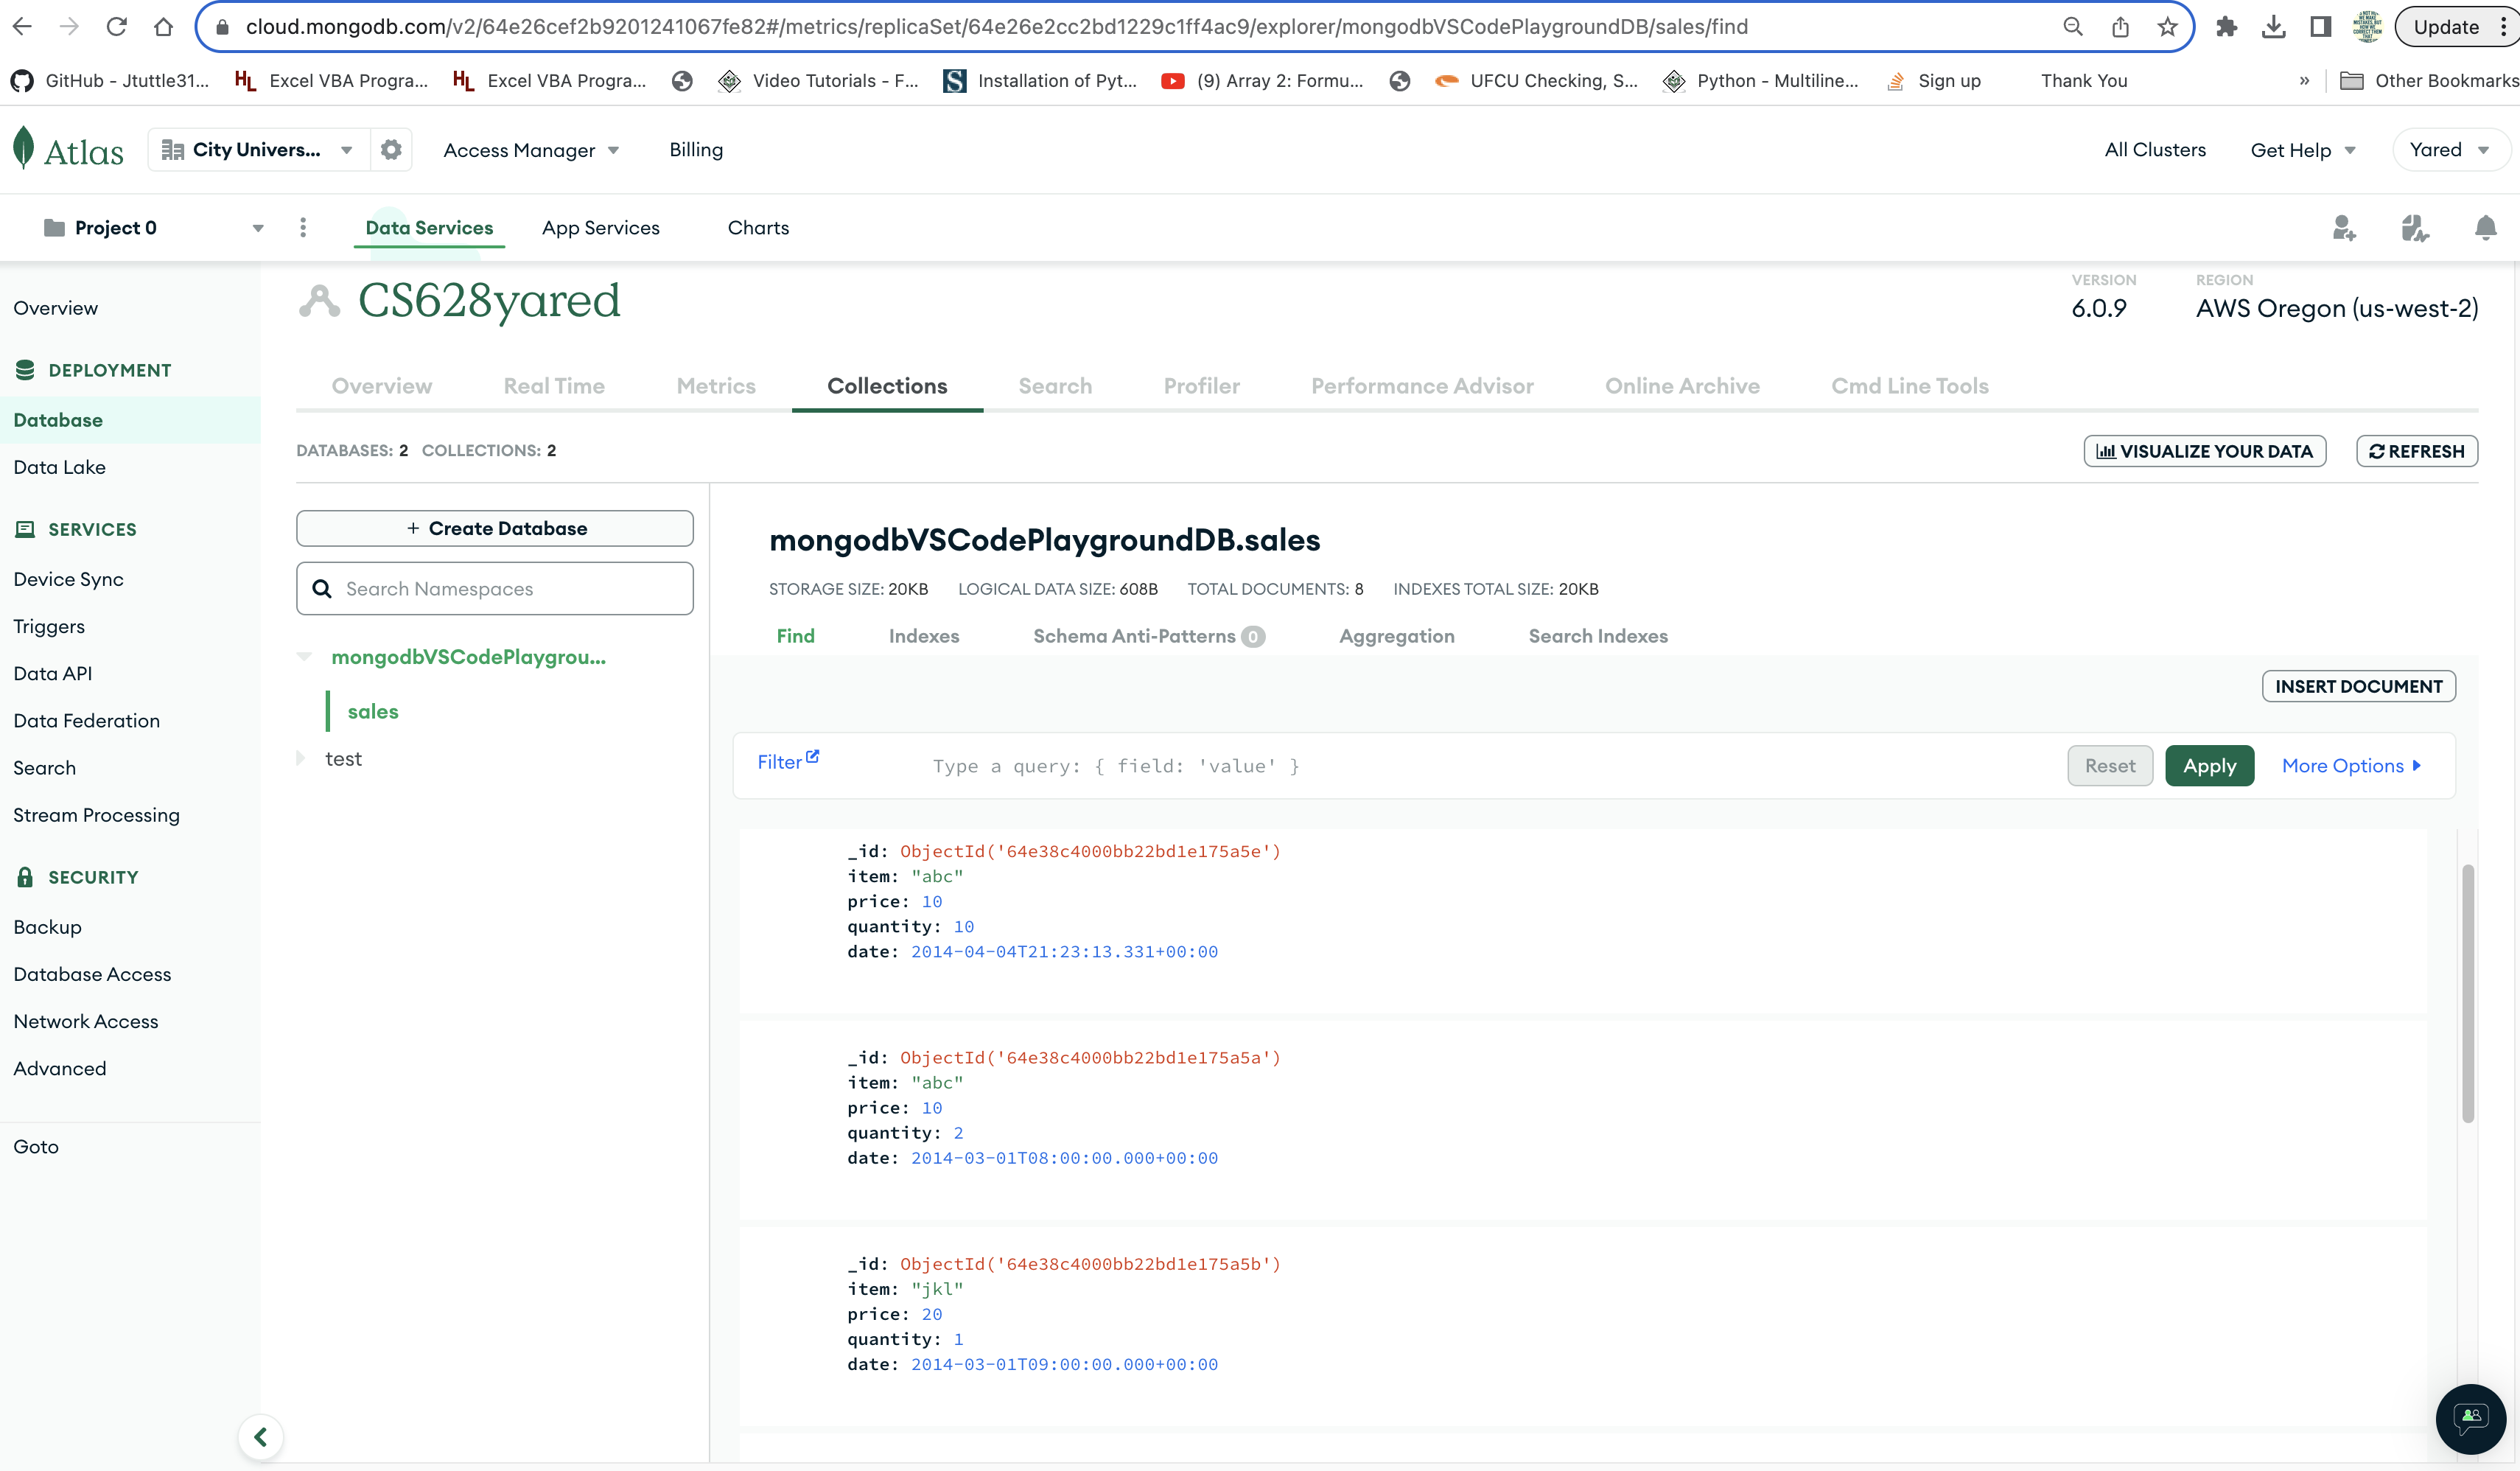 cloud.mongodb.com/v2/64e26cef2b9201241067fe82#/metrics/replicaSet/64e26e2cc2bd1229c1ff4ac9/explorer/mongodbVSCodePlaygroundDB/sales/find
Update
GitHub - Jtuttle31...
Excel VBA Progra...
Excel VBA Progra...
Video Tutorials - F...
Installation of Pyt...
(9) Array 2: Formu...
UFCU Checking, S...
Python - Multiline...
Sign up
Thank You
»
Other Bookmarks
Atlas
City Univers...
Access Manager
Billing
All Clusters
Get Help
Yared
Project 0
Data Services
App Services
Charts
Overview
DEPLOYMENT
Database
Data Lake
SERVICES
Device Sync
Triggers
Data API
Data Federation
Search
Stream Processing
SECURITY
Backup
Database Access
Network Access
Advanced
Goto
CS628yared
VERSION
6.0.9
REGION
AWS Oregon (us-west-2)
Overview
Real Time
Metrics
Collections
Search
Profiler
Performance Advisor
Online Archive
Cmd Line Tools
DATABASES: 2 COLLECTIONS: 2
VISUALIZE YOUR DATA
REFRESH
+ Create Database
Search Namespaces
mongodbVSCodePlaygrou...
sales
test
mongodbVSCodePlaygroundDB.sales
STORAGE SIZE: 20KB LOGICAL DATA SIZE: 608B TOTAL DOCUMENTS: 8 INDEXES TOTAL SIZE: 20KB
Find
Indexes
Schema Anti-Patterns 0
Aggregation
Search Indexes
INSERT DOCUMENT
Filter
Type a query: { field: 'value' }
Reset
Apply
More Options
_id: ObjectId('64e38c4000bb22bd1e175a5e')
item: "abc"
price: 10
quantity: 10
date: 2014-04-04T21:23:13.331+00:00
_id: ObjectId('64e38c4000bb22bd1e175a5a')
item: "abc"
price: 10
quantity: 2
date: 2014-03-01T08:00:00.000+00:00
_id: ObjectId('64e38c4000bb22bd1e175a5b')
item: "jkl"
price: 20
quantity: 1
date: 2014-03-01T09:00:00.000+00:00